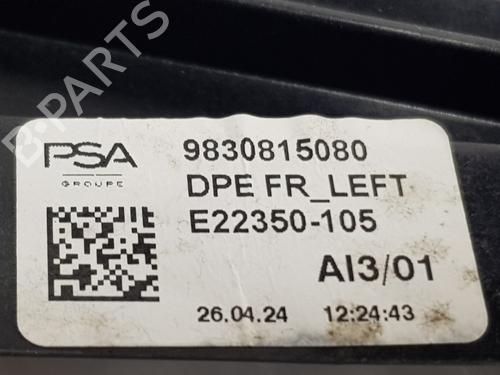 B-PARTS
PSA
GROUPE
9830815080
DPE FR_LEFT
E22350-105
AI3/01
26.04.24 12:24:43